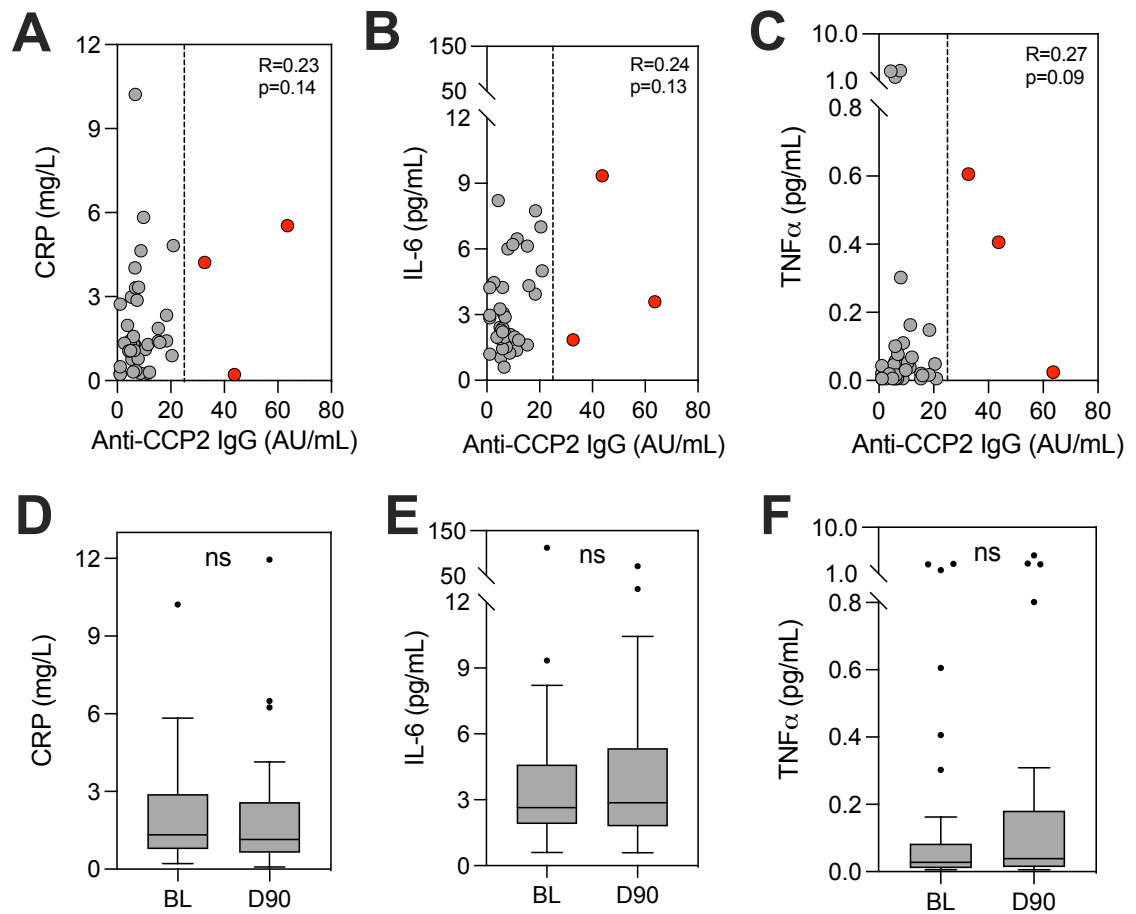 A
CRP (mg/L)
12
9
6
3
0
R=0.23
p=0.14
0 20 40 60 80
Anti-CCP2 IgG (AU/mL)
B
IL-6 (pg/mL)
150
50
12
9
6
3
0
R=0.24
p=0.13
0 20 40 60 80
Anti-CCP2 IgG (AU/mL)
C
TNFα (pg/mL)
10.0
1.0
0.8
0.6
0.4
0.2
0.0
R=0.27
p=0.09
0 20 40 60 80
Anti-CCP2 IgG (AU/mL)
D
CRP (mg/L)
12
9
6
3
0
ns
BL D90
E
IL-6 (pg/mL)
150
50
12
9
6
3
0
ns
BL D90
F
TNFα (pg/mL)
10.0
1.0
0.8
0.6
0.4
0.2
0.0
ns
BL D90